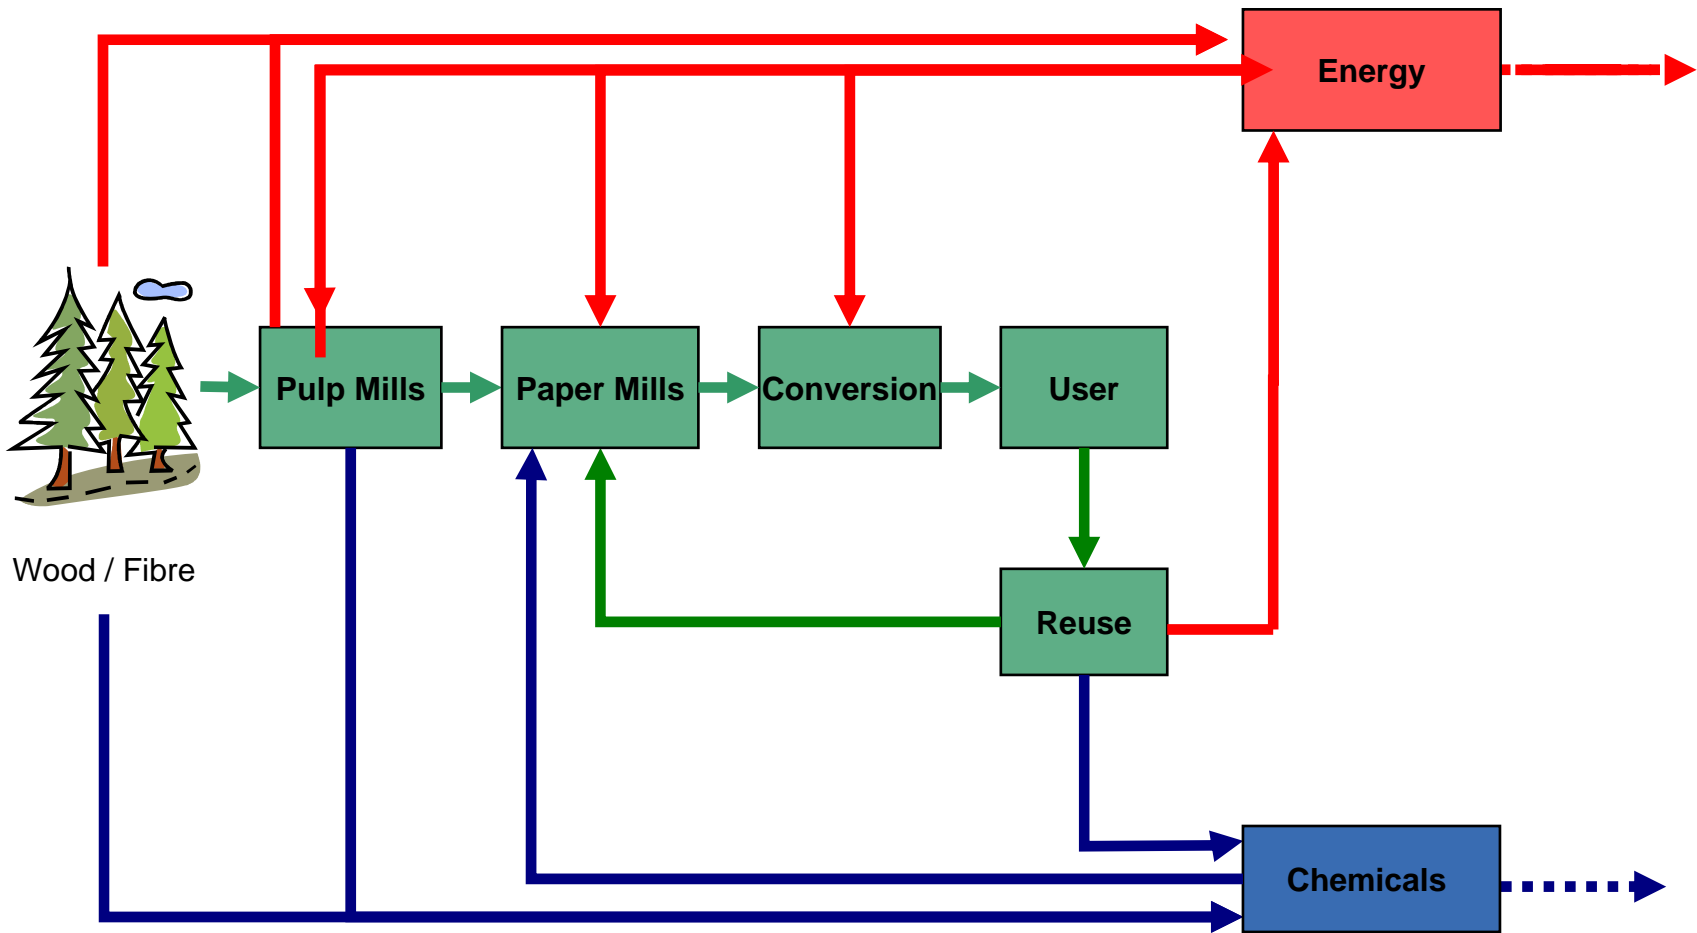 Energy
Pulp Mills
Paper Mills
Conversion
User
Wood / Fibre
Reuse
Chemicals